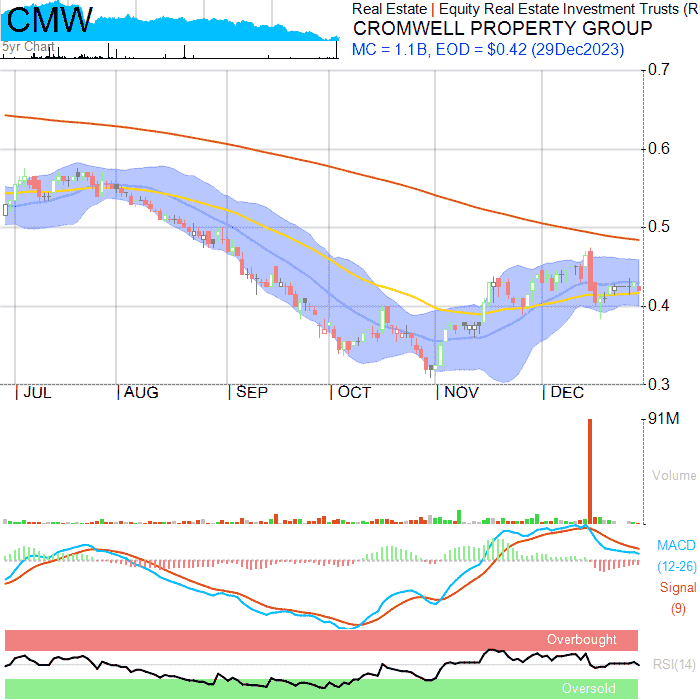 CMW
5yr Chart
Real Estate | Equity Real Estate Investment Trusts (R
CROMWELL PROPERTY GROUP
MC = 1.1B, EOD = $0.42 (29Dec2023)
0.7
0.6
0.5
0.4
0.3
| JUL | AUG | SEP | OCT | NOV | DEC
91M
Volume
MACD
(12-26)
Signal
(9)
Overbought
RSI(14)
Oversold